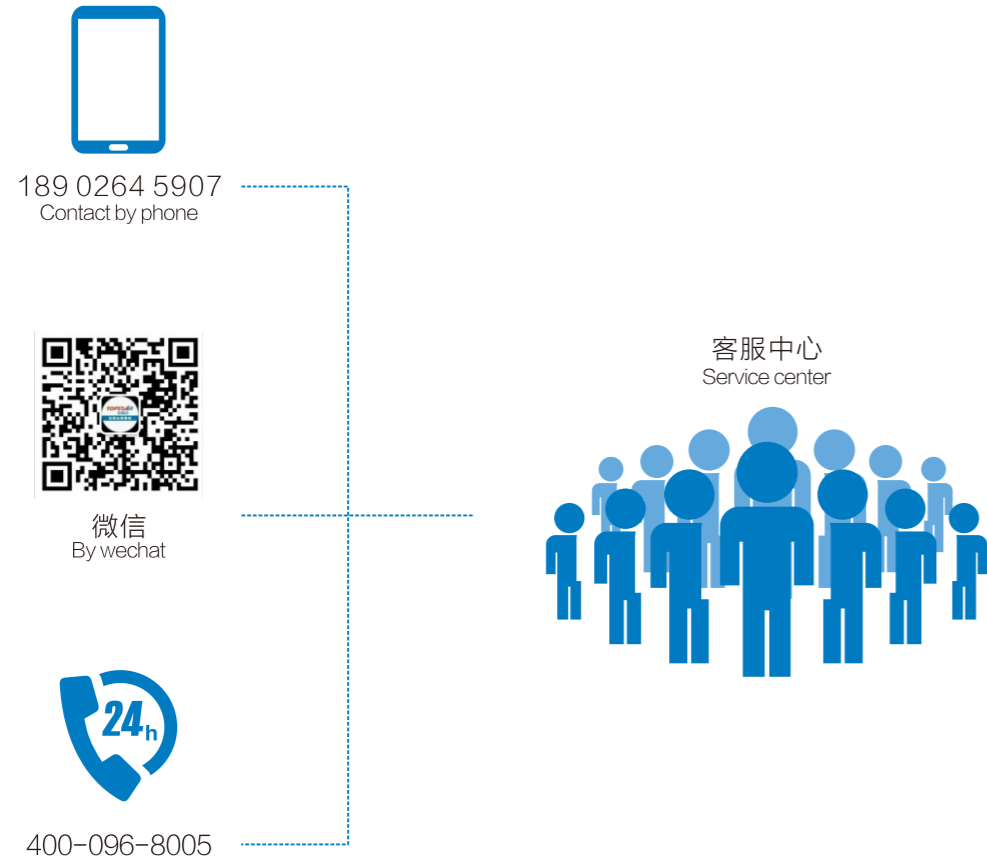 189 0264 5907
Contact by phone
TOPSTAR
微信
By wechat
24h
400-096-8005
客服中心
Service center